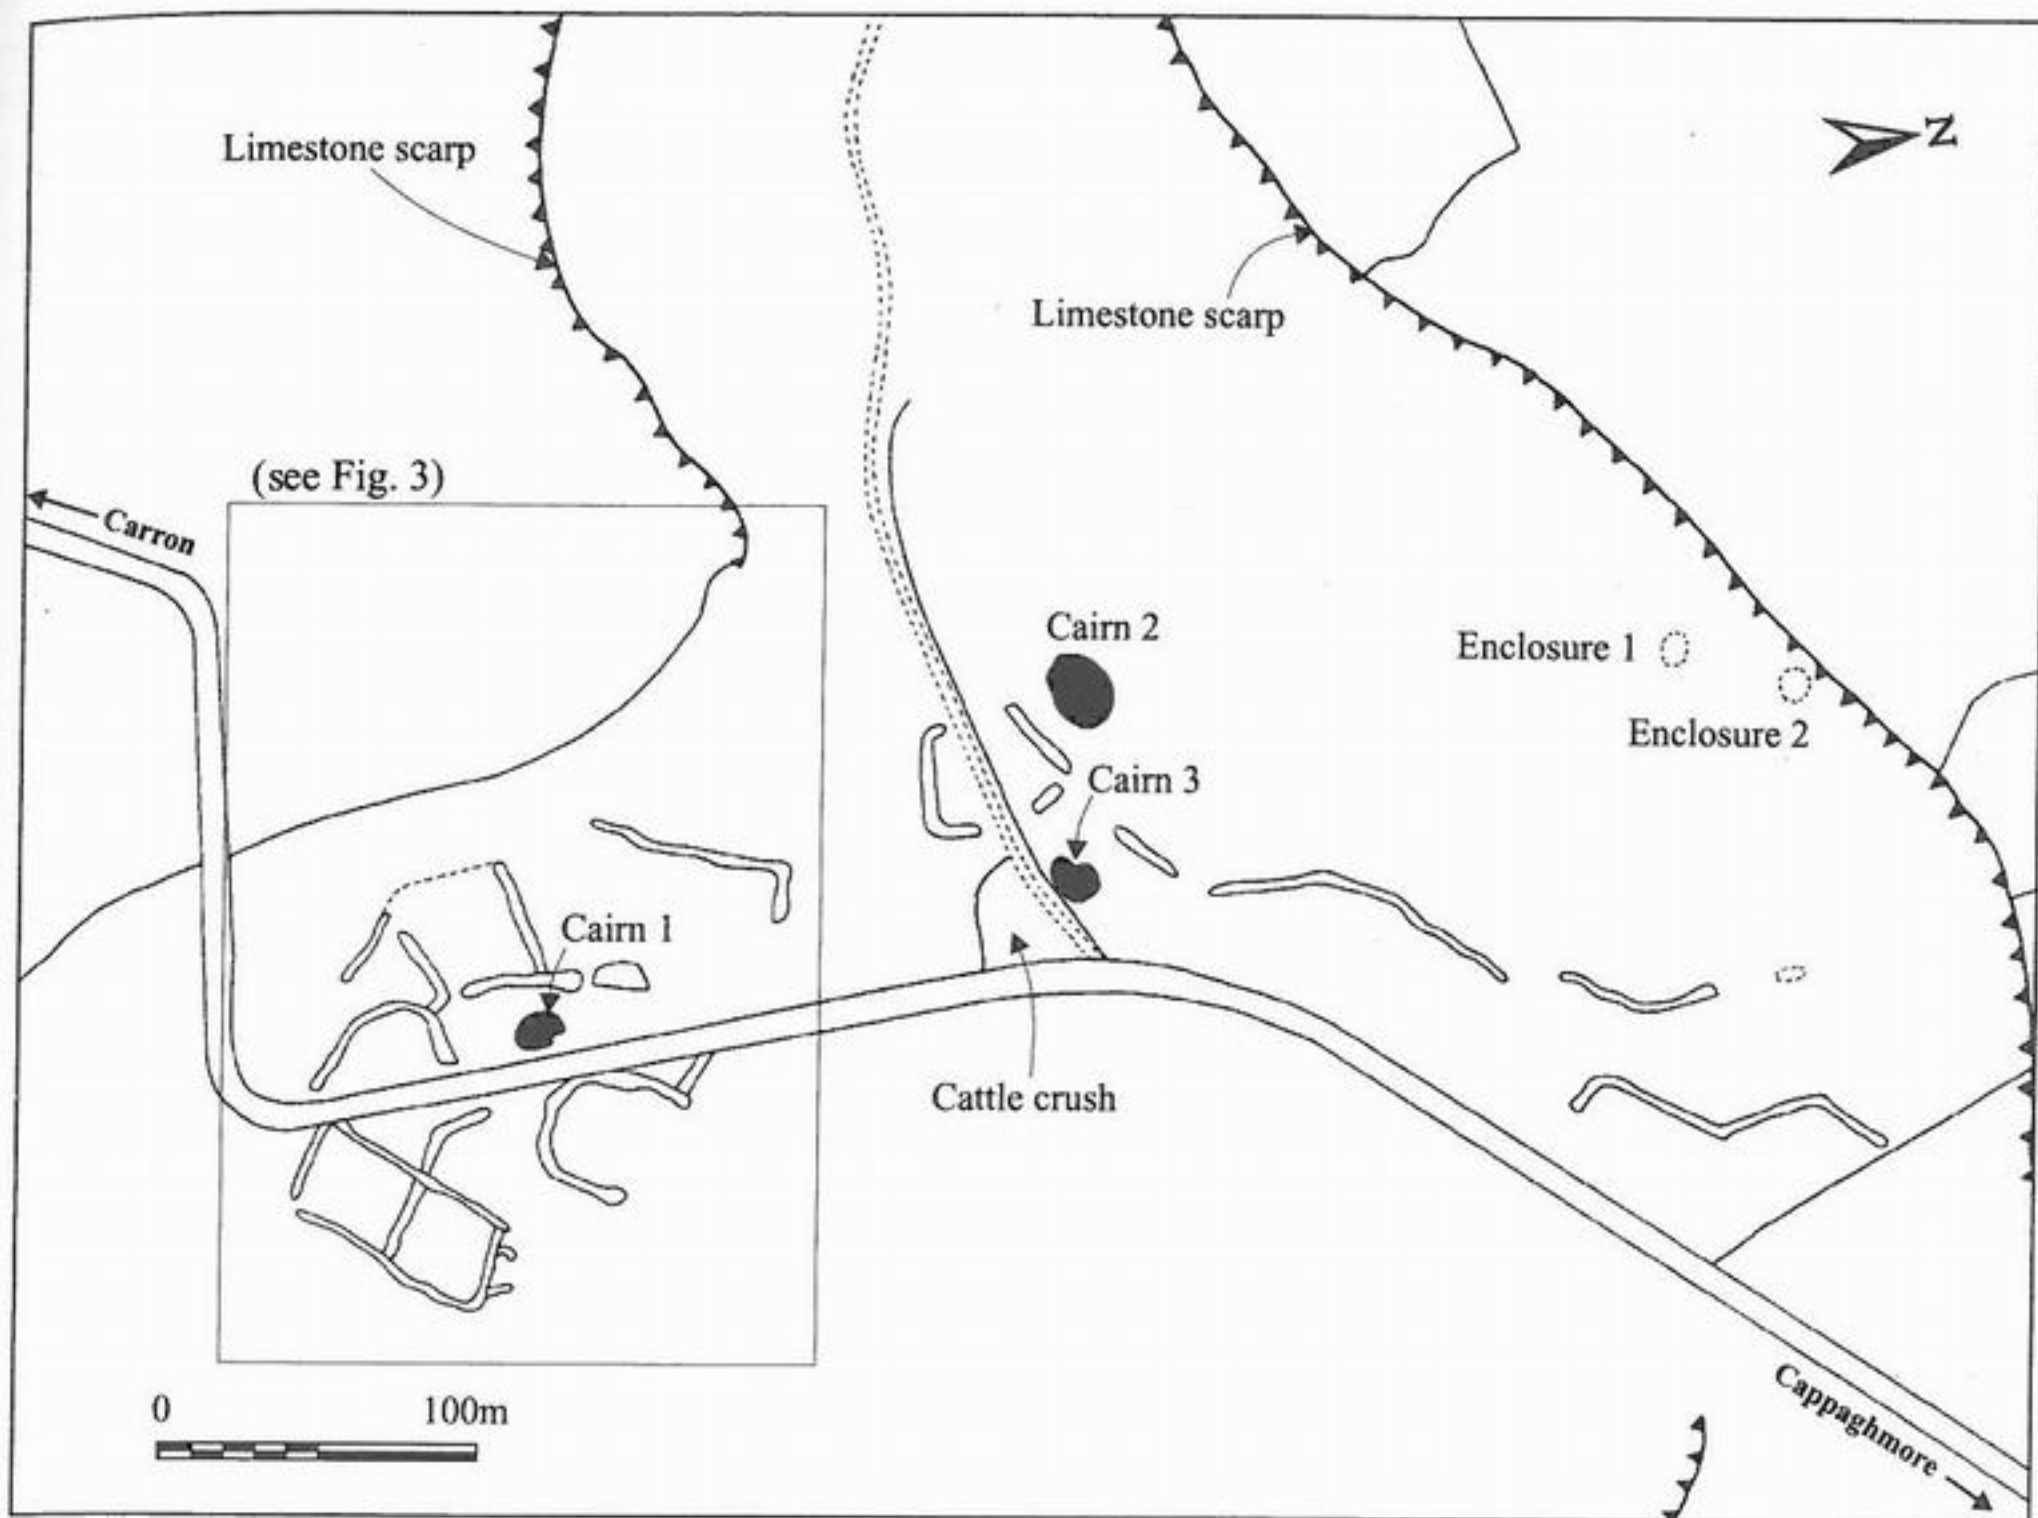 N
Limestone scarp
Limestone scarp
(see Fig. 3)
Carron
Cairn 2
Enclosure 1
Enclosure 2
Cairn 3
Cairn 1
Cattle crush
Cappaghmore
0 100m